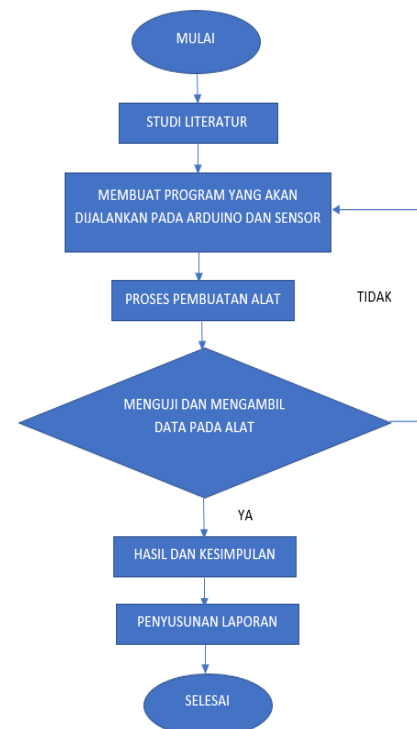 MULAI
STUDI LITERATUR
MEMBUAT PROGRAM YANG AKAN
DIJALANKAN PADA ARDUINO DAN SENSOR
PROSES PEMBUATAN ALAT
TIDAK
MENGUJI DAN MENGAMBIL
DATA PADA ALAT
YA
HASIL DAN KESIMPULAN
PENYUSUNAN LAPORAN
SELESAI